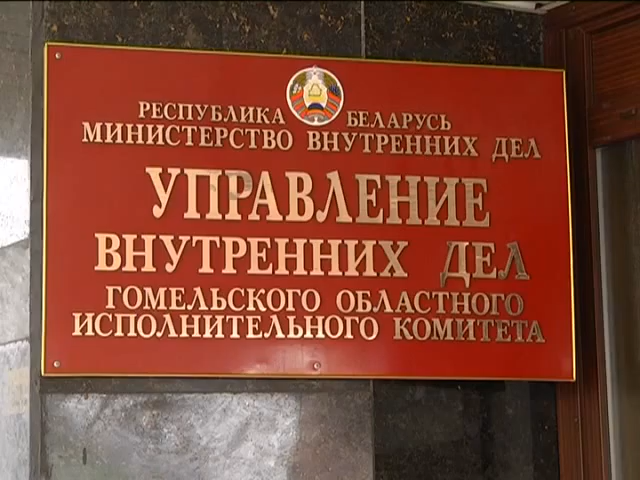 РЕСПУБЛИКА БЕЛАРУСЬ
МИНИСТЕРСТВО ВНУТРЕННИХ ДЕЛ
УПРАВЛЕНИЕ
ВНУТРЕННИХ ДЕЛ
ГОМЕЛЬСКОГО ОБЛАСТНОГО
ИСПОЛНИТЕЛЬНОГО КОМИТЕТА